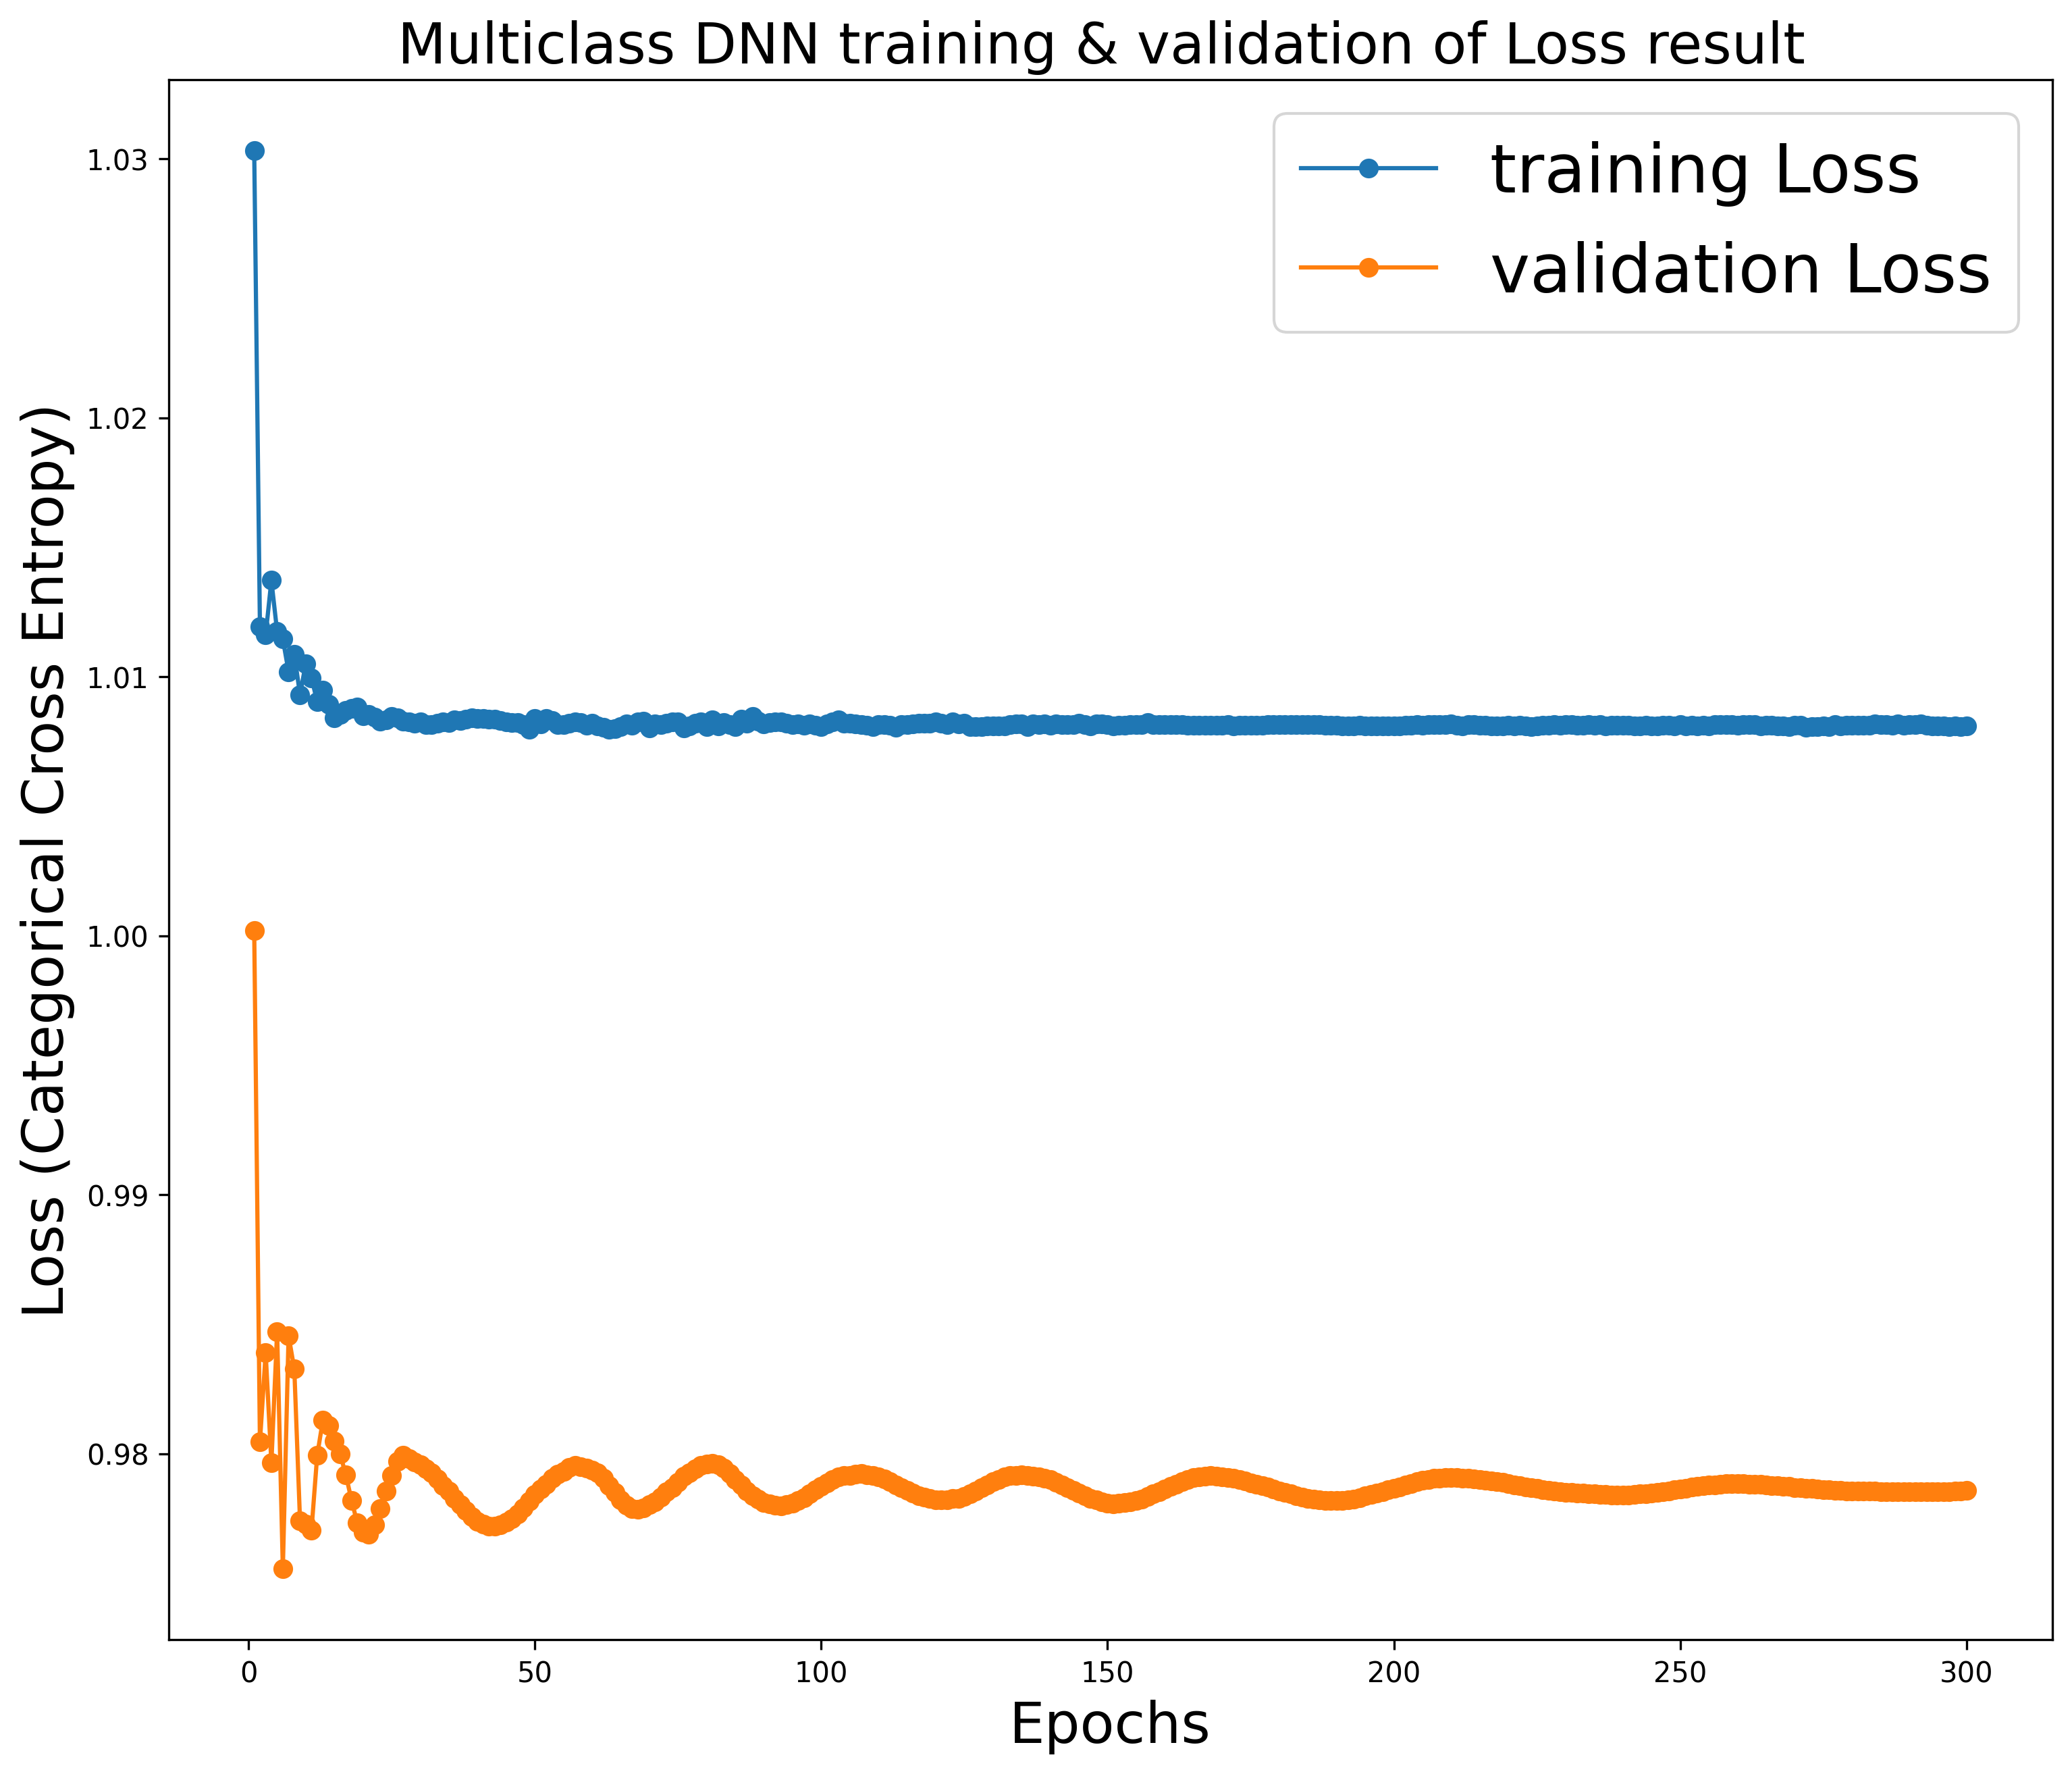 Multiclass DNN training & validation of Loss result
training Loss
validation Loss
Loss (Categorical Cross Entropy)
1.03
1.02
1.01
1.00
0.99
0.98
0
50
100
150
200
250
300
Epochs